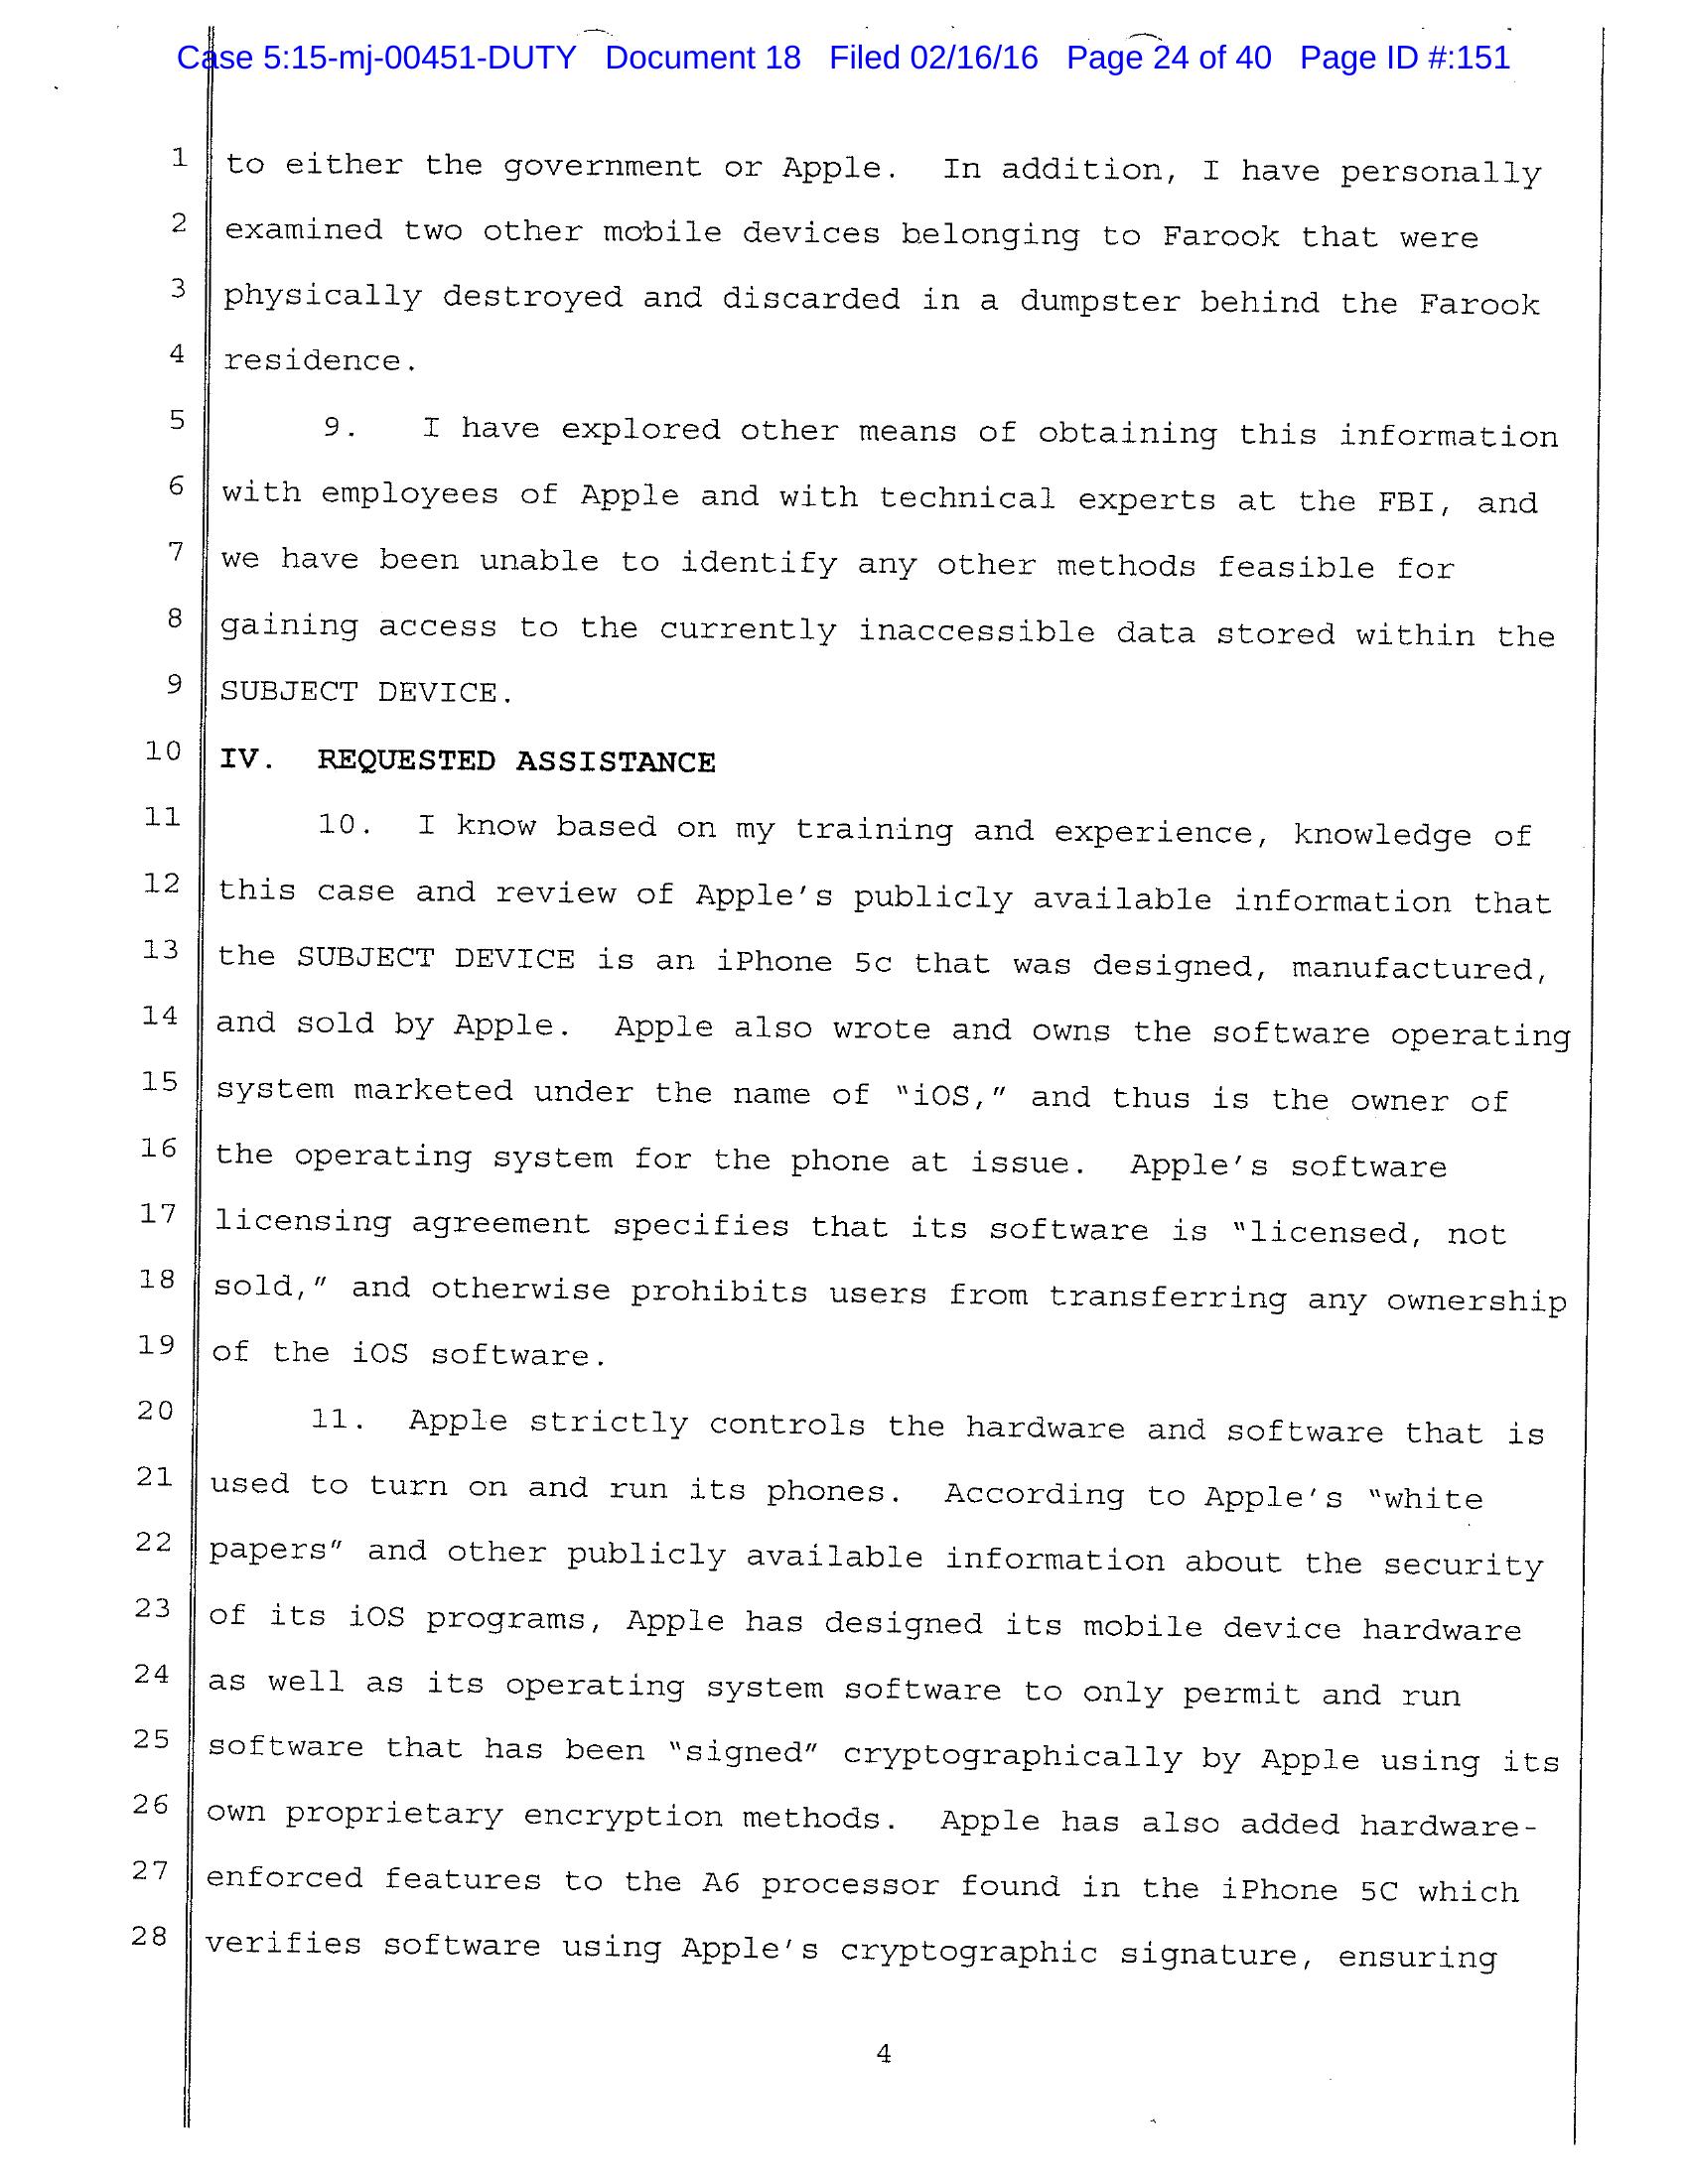 Case 5:15-mj-00451-DUTY Document 18 Filed 02/16/16 Page 24 of 40 Page ID #:151
1 to either the government or Apple. In addition, I have personally
2 examined two other mobile devices belonging to Farook that were
3 physically destroyed and discarded in a dumpster behind the Farook
4 residence.
5 9. I have explored other means of obtaining this information
6 with employees of Apple and with technical experts at the FBI, and
7 we have been unable to identify any other methods feasible for
8 gaining access to the currently inaccessible data stored within the
9 SUBJECT DEVICE.
10 IV. REQUESTED ASSISTANCE
11 10. I know based on my training and experience, knowledge of
12 this case and review of Apple's publicly available information that
13 the SUBJECT DEVICE is an iPhone 5c that was designed, manufactured,
14 and sold by Apple. Apple also wrote and owns the software operating
15 system marketed under the name of "iOS," and thus is the owner of
16 the operating system for the phone at issue. Apple's software
17 licensing agreement specifies that its software is "licensed, not
18 sold," and otherwise prohibits users from transferring any ownership
19 of the iOS software.
20 11. Apple strictly controls the hardware and software that is
21 used to turn on and run its phones. According to Apple's "white
22 papers" and other publicly available information about the security
23 of its iOS programs, Apple has designed its mobile device hardware
24 as well as its operating system software to only permit and run
25 software that has been "signed" cryptographically by Apple using its
26 own proprietary encryption methods. Apple has also added hardware-
27 enforced features to the A6 processor found in the iPhone 5C which
28 verifies software using Apple's cryptographic signature, ensuring
4